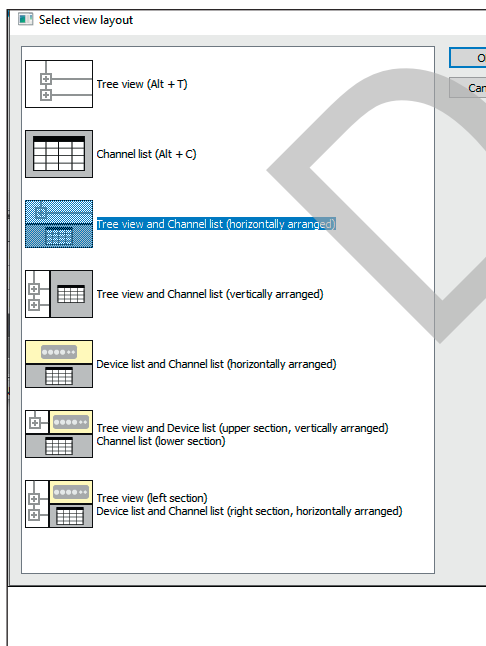 Select view layout
Tree view (Alt + T)
Channel list (Alt + C)
Tree view and Channel list (horizontally arranged)
Tree view and Channel list (vertically arranged)
Device list and Channel list (horizontally arranged)
Tree view and Device list (upper section, vertically arranged)
Channel list (lower section)
Tree view (left section)
Device list and Channel list (right section, horizontally arranged)